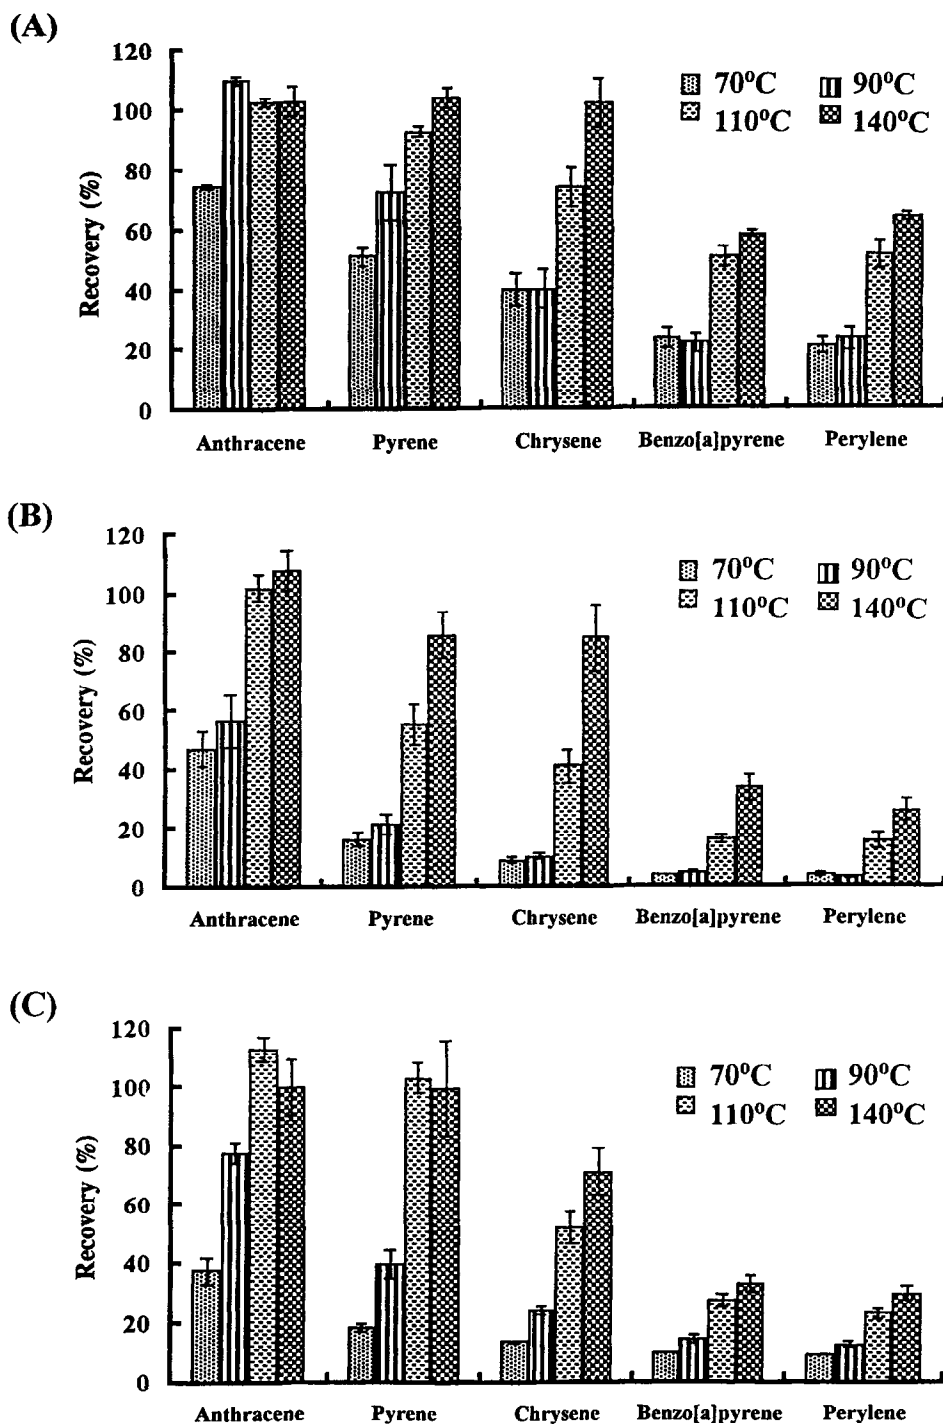 (A)
120
100
80
60
40
20
0
Recovery (%)
70°C 90°C
110°C 140°C
Anthracene Pyrene Chrysene Benzo[a]pyrene Perylene
(B)
120
100
80
60
40
20
0
Recovery (%)
70°C 90°C
110°C 140°C
Anthracene Pyrene Chrysene Benzo[a]pyrene Perylene
(C)
120
100
80
60
40
20
0
Recovery (%)
70°C 90°C
110°C 140°C
Anthracene Pyrene Chrysene Benzo[a]pyrene Perylene